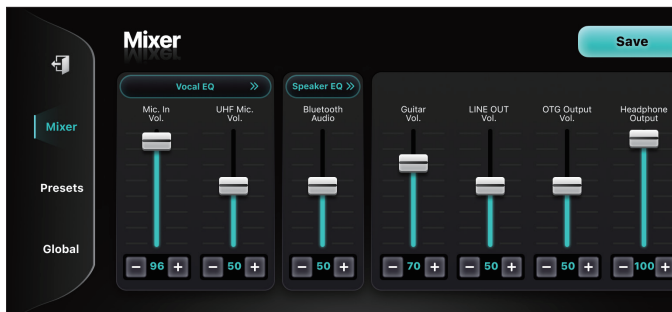 Mixer
Save
Vocal EQ >>
Speaker EQ >>
Mic. In
Vol.
UHF Mic.
Vol.
Bluetooth
Audio
Guitar
Vol.
LINE OUT
Vol.
OTG Output
Vol.
Headphone
Output
Mixer
Presets
Global
− 96 +
− 50 +
− 50 +
− 70 +
− 50 +
− 50 +
− 100 +